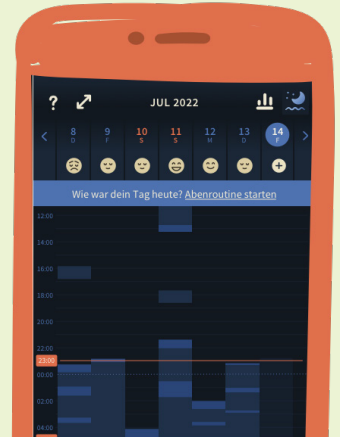 ?
JUL 2022
8 9 10 11 12 13 14
D F S S M D F
Wie war dein Tag heute? Abenroutine starten
12:00
14:00
16:00
18:00
20:00
22:00
23:00
00:00
02:00
04:00